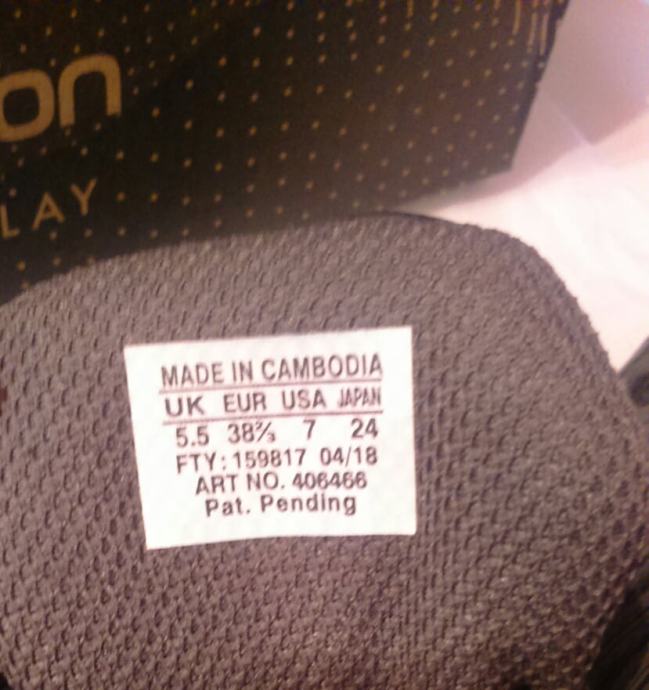 on
LAY
MADE IN CAMBODIA
UK EUR USA JAPAN
5.5 38⅔ 7 24
FTY: 159817 04/18
ART NO. 406466
Pat. Pending